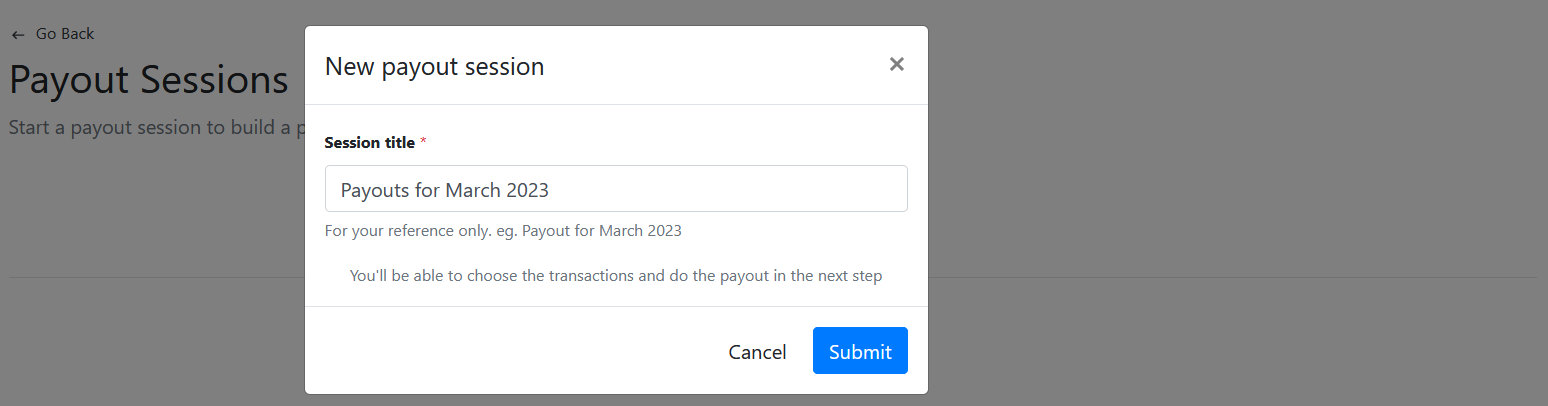 ← Go Back
Payout Sessions
Start a payout session to build a
New payout session
×
Session title *
Payouts for March 2023
For your reference only. eg. Payout for March 2023
You'll be able to choose the transactions and do the payout in the next step
Cancel
Submit